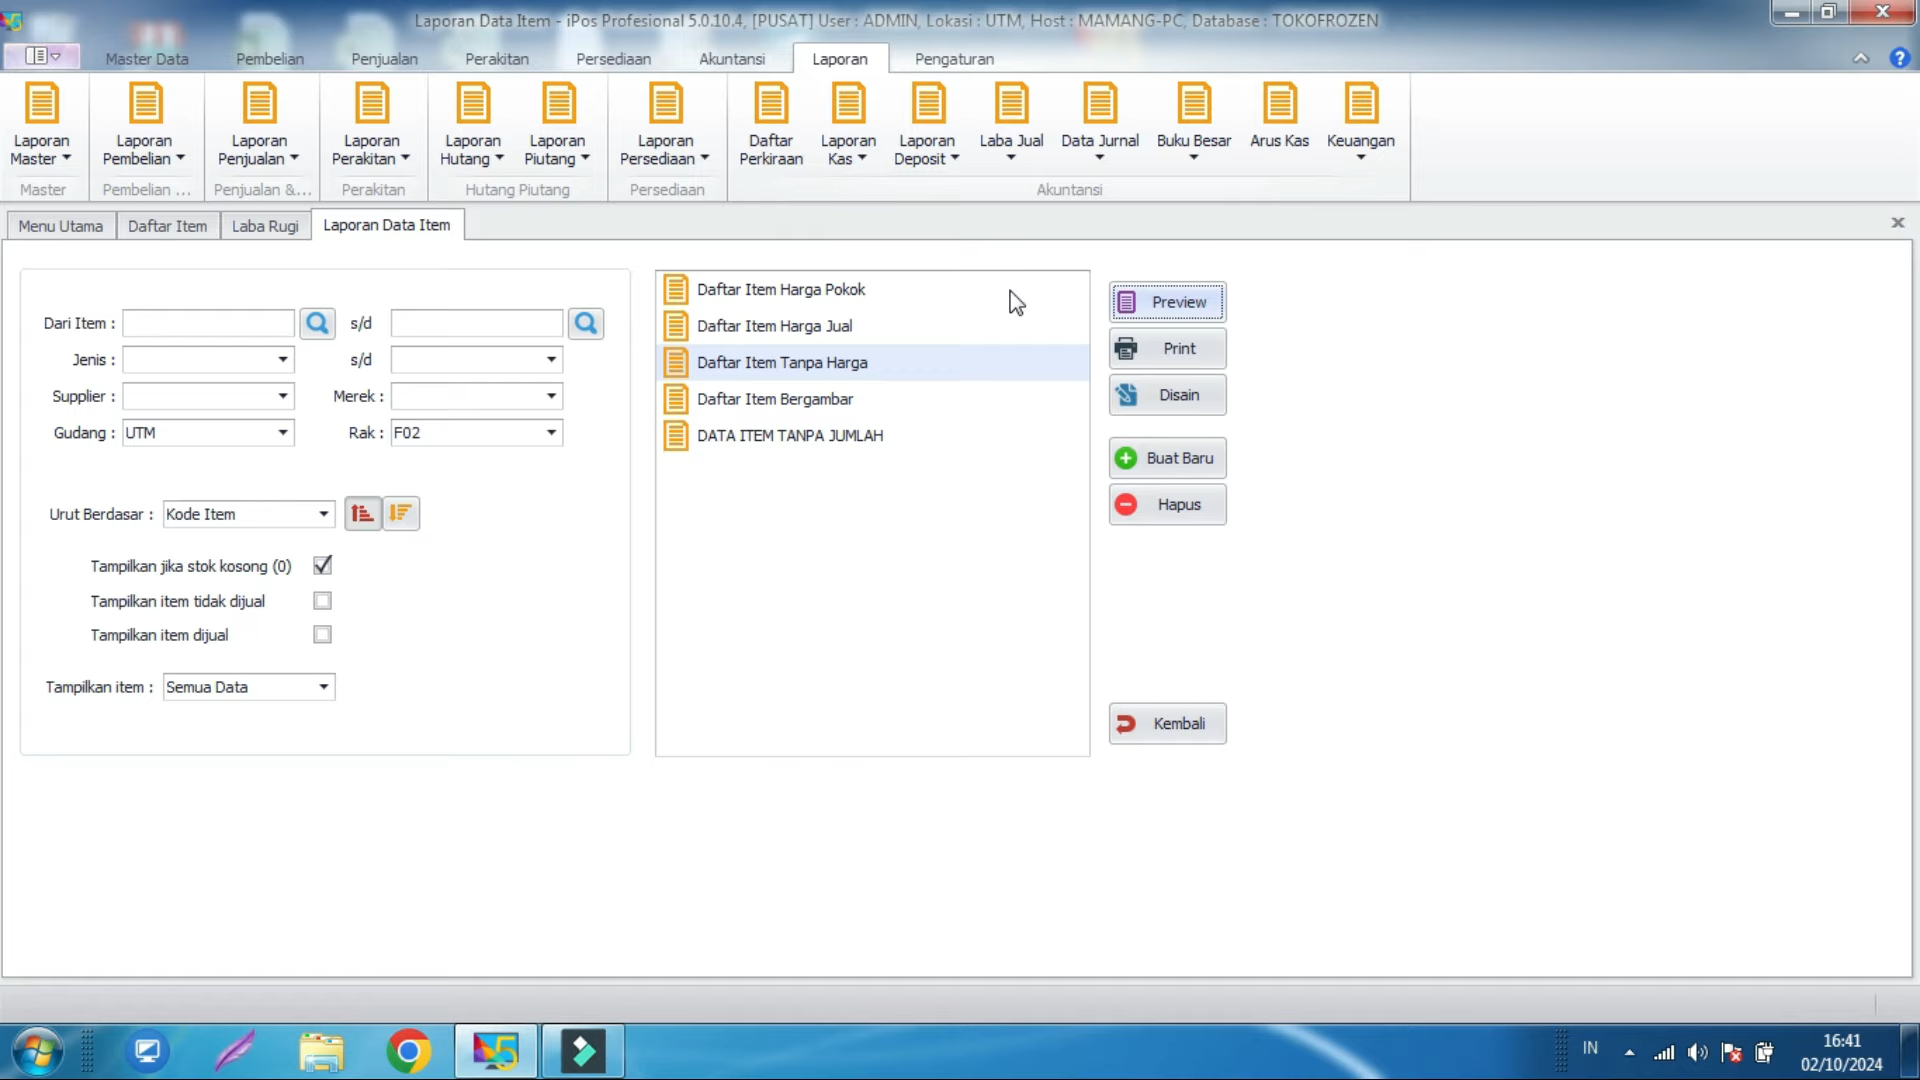 Laporan Data Item - iPos Profesional 5.0.10.4, [PUSAT] User : ADMIN, Lokasi : UTM, Host : MAMANG-PC, Database : TOKOFROZEN
Master Data Pembelian Penjualan Perakitan Persediaan Akuntansi Laporan Pengaturan
Laporan Master
Laporan Pembelian
Laporan Penjualan
Laporan Perakitan
Laporan Hutang
Laporan Piutang
Laporan Persediaan
Daftar Perkiraan
Laporan Kas
Laporan Deposit
Laba Jual
Data Jurnal
Buku Besar
Arus Kas
Keuangan
Master Pembelian ... Penjualan &... Perakitan Hutang Piutang Persediaan Akuntansi
Menu Utama Daftar Item Laba Rugi Laporan Data Item
Dari Item : s/d
Jenis : s/d
Supplier : Merek :
Gudang : UTM Rak : F02
Urut Berdasar : Kode Item
Tampilkan jika stok kosong (0)
Tampilkan item tidak dijual
Tampilkan item dijual
Tampilkan item : Semua Data
Daftar Item Harga Pokok
Daftar Item Harga Jual
Daftar Item Tanpa Harga
Daftar Item Bergambar
DATA ITEM TANPA JUMLAH
Preview
Print
Disain
Buat Baru
Hapus
Kembali
5
IN
16:41
02/10/2024